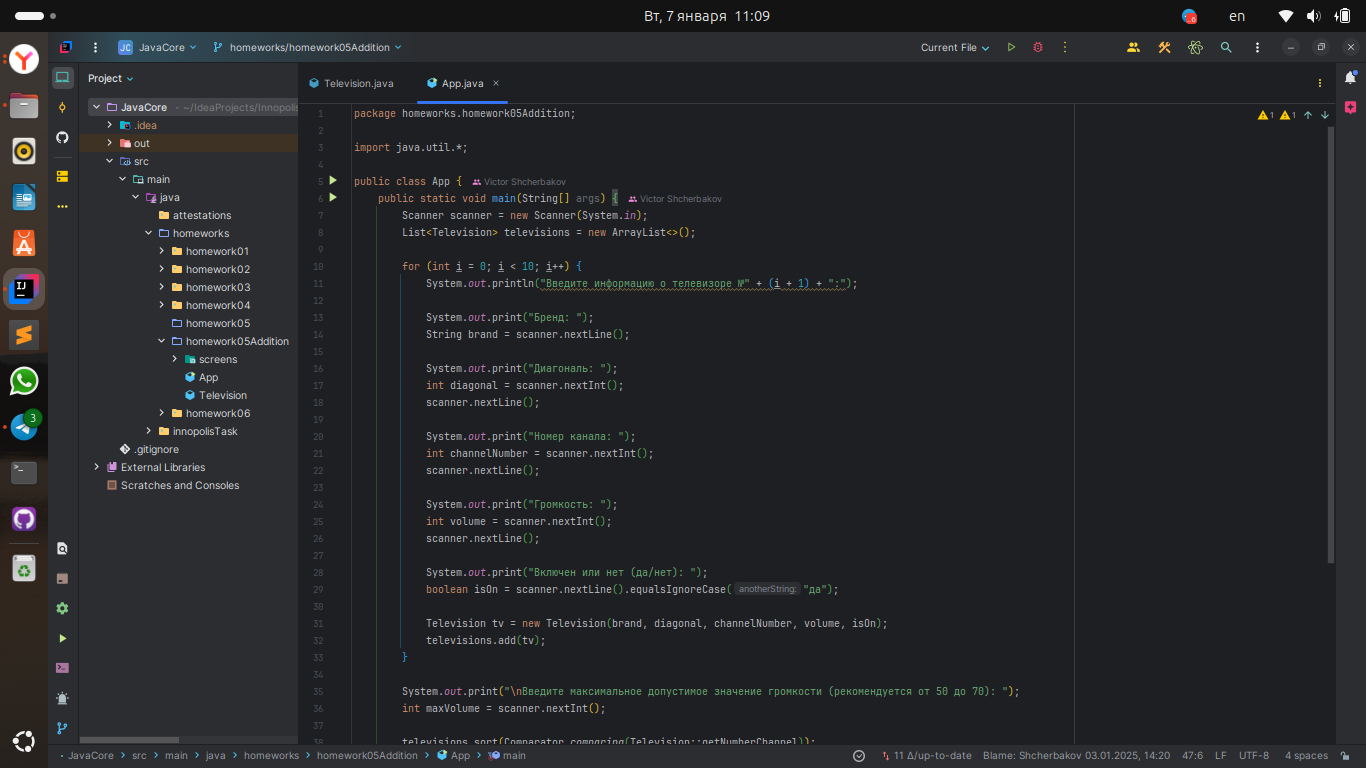 Вт, 7 января 11:09
en
JC JavaCore
homeworks/homework05Addition
Current File
Project
Television.java
App.java
JavaCore - ~/IdeaProjects/Innopolis
.idea
out
src
main
java
attestations
homeworks
homework01
homework02
homework03
homework04
homework05
homework05Addition
screens
App
Television
homework06
innopolisTask
.gitignore
External Libraries
Scratches and Consoles
3
1 package homeworks.homework05Addition;
2
3 import java.util.*;
4
5 public class App { Victor Shcherbakov
6 public static void main(String[] args) { Victor Shcherbakov
7 Scanner scanner = new Scanner(System.in);
8 List<Television> televisions = new ArrayList<>();
9
10 for (int i = 0; i < 10; i++) {
11 System.out.println("Введите информацию о телевизоре №" + (i + 1) + ":");
12
13 System.out.print("Бренд: ");
14 String brand = scanner.nextLine();
15
16 System.out.print("Диагональ: ");
17 int diagonal = scanner.nextInt();
18 scanner.nextLine();
19
20 System.out.print("Номер канала: ");
21 int channelNumber = scanner.nextInt();
22 scanner.nextLine();
23
24 System.out.print("Громкость: ");
25 int volume = scanner.nextInt();
26 scanner.nextLine();
27
28 System.out.print("Включен или нет (да/нет): ");
29 boolean isOn = scanner.nextLine().equalsIgnoreCase( anotherString: "да");
30
31 Television tv = new Television(brand, diagonal, channelNumber, volume, isOn);
32 televisions.add(tv);
33 }
34
35 System.out.print("\nВведите максимальное допустимое значение громкости (рекомендуется от 50 до 70): ");
36 int maxVolume = scanner.nextInt();
37
38 televisions.sort(Comparator.comparing(Television::getNumberChannel));
1 1
JavaCore > src > main > java > homeworks > homework05Addition > App > main
11 Δ/up-to-date
Blame: Shcherbakov 03.01.2025, 14:20
47:6
LF
UTF-8
4 spaces